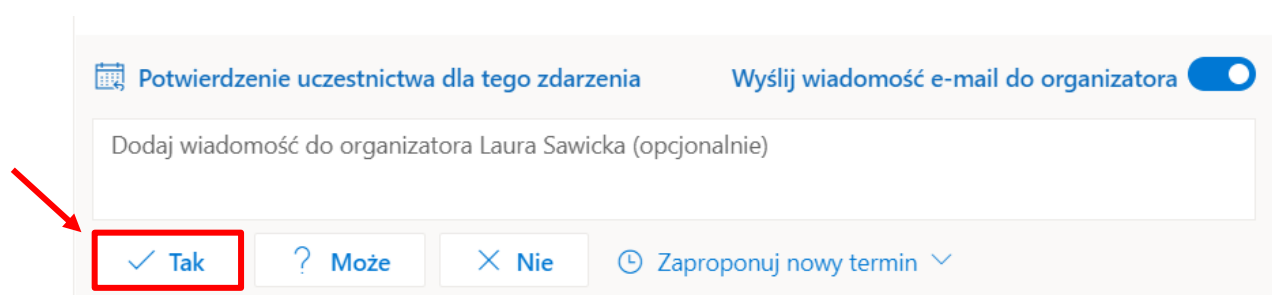 Potwierdzenie uczestnictwa dla tego zdarzenia Wyślij wiadomość e-mail do organizatora
Dodaj wiadomość do organizatora Laura Sawicka (opcjonalnie)
Tak ? Może Nie Zaproponuj nowy termin